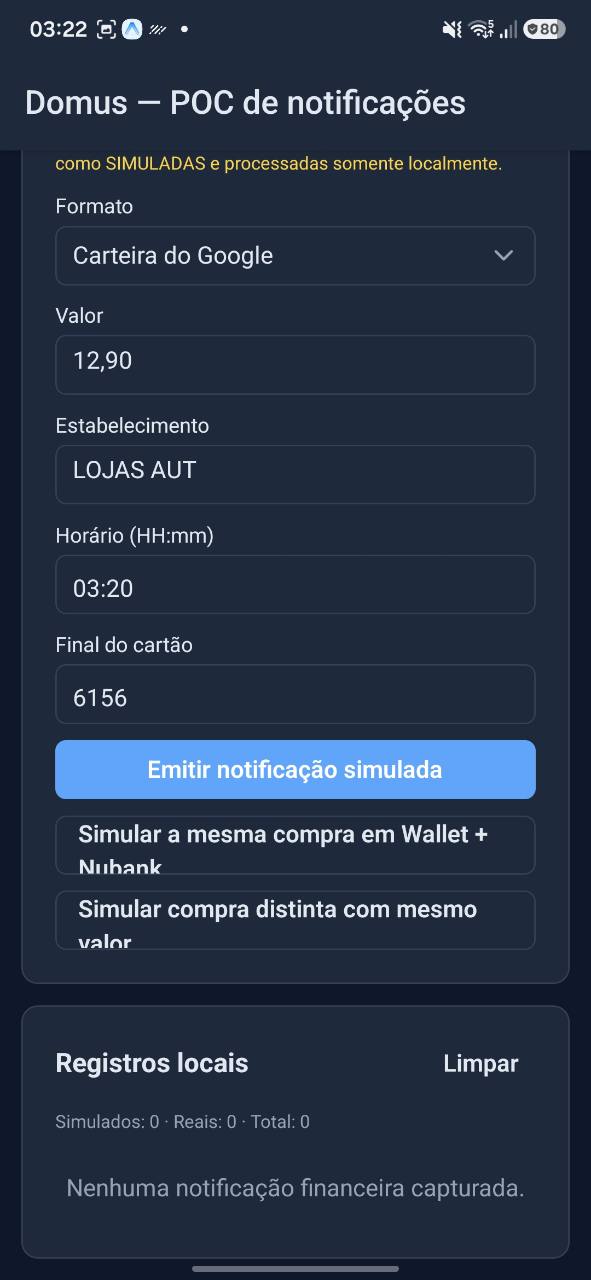 03:22
5
80
Domus — POC de notificações
como SIMULADAS e processadas somente localmente.
Formato
Carteira do Google
Valor
12,90
Estabelecimento
LOJAS AUT
Horário (HH:mm)
03:20
Final do cartão
6156
Emitir notificação simulada
Simular a mesma compra em Wallet +
Nubank
Simular compra distinta com mesmo
valor
Registros locais
Limpar
Simulados: 0 · Reais: 0 · Total: 0
Nenhuma notificação financeira capturada.